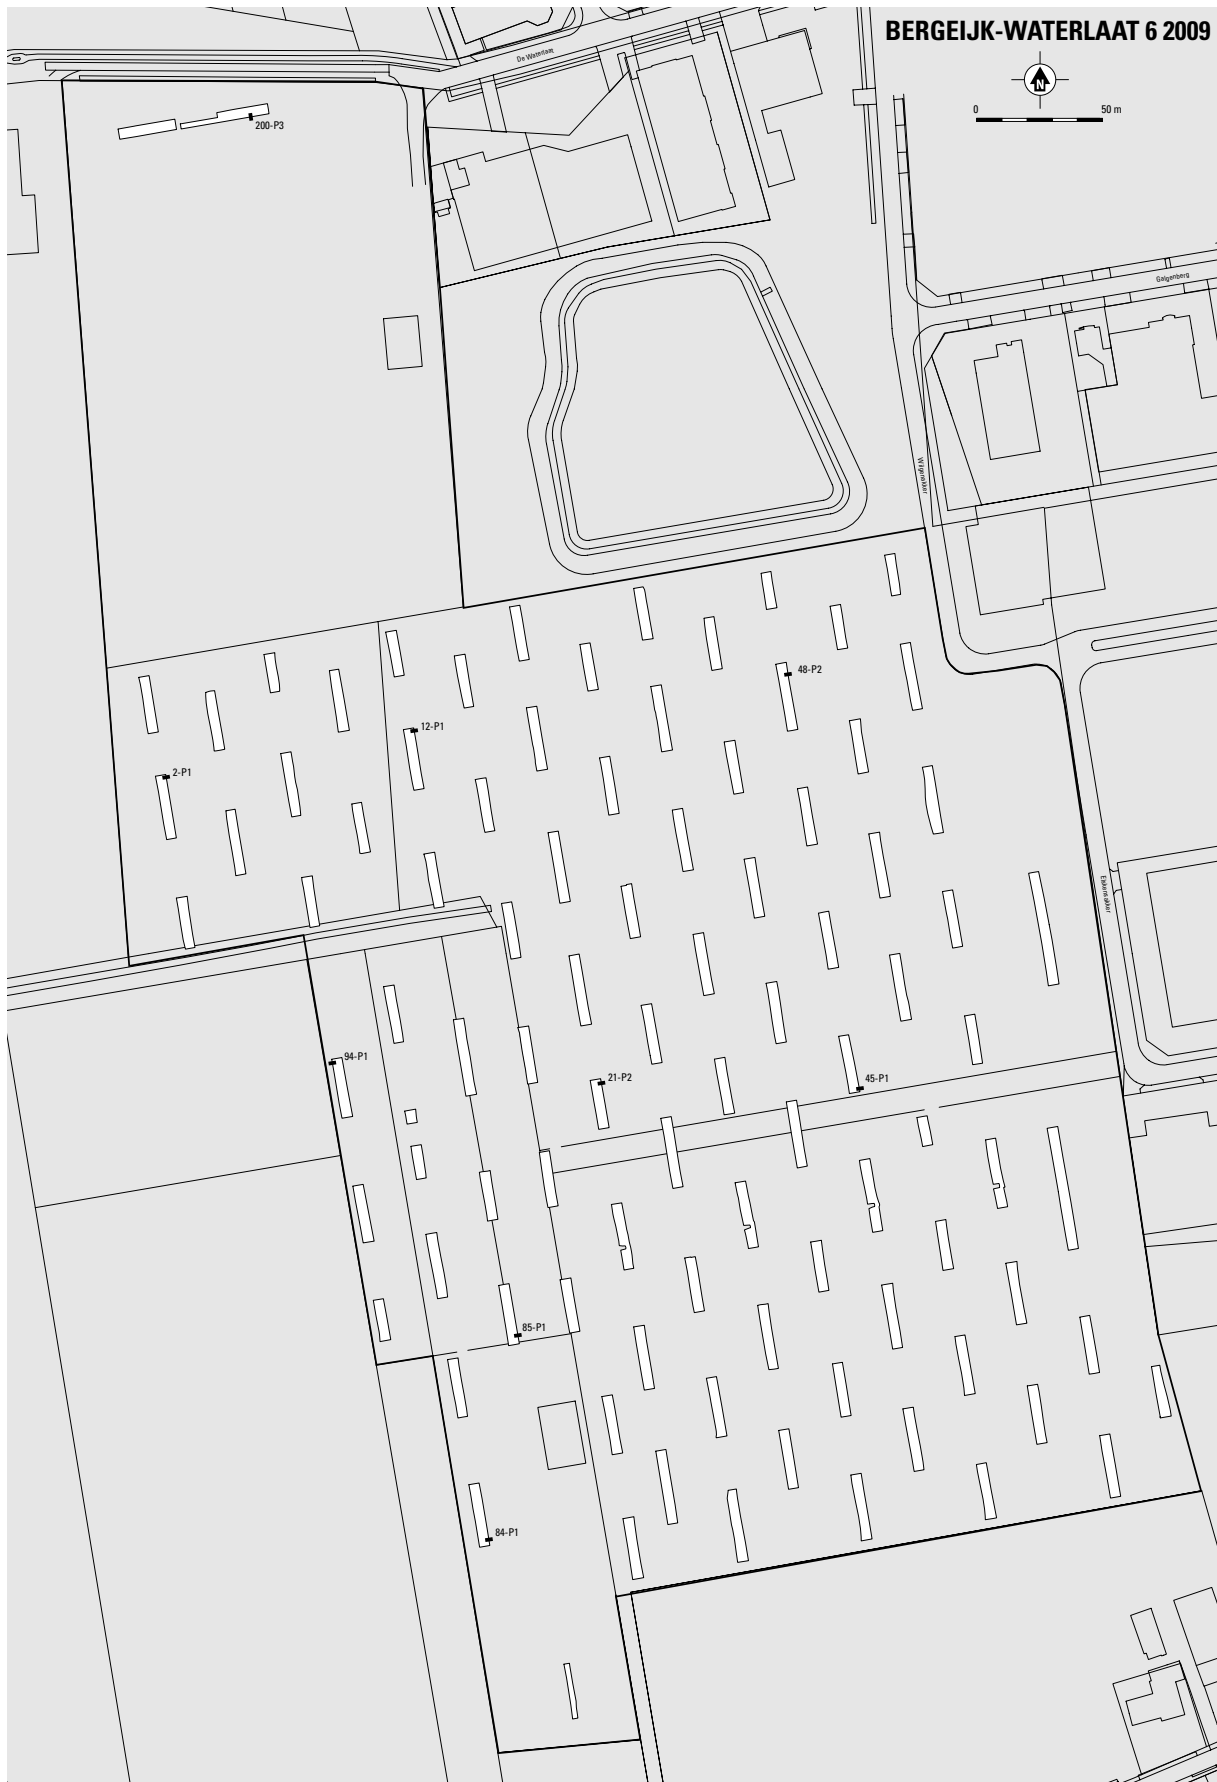 BERGEIJK-WATERLAAT 6 2009
N
0 50 m
De Waterlaat
200-P3
Galgenberg
Wilgenakker
48-P2
12-P1
2-P1
94-P1
21-P2
45-P1
85-P1
84-P1